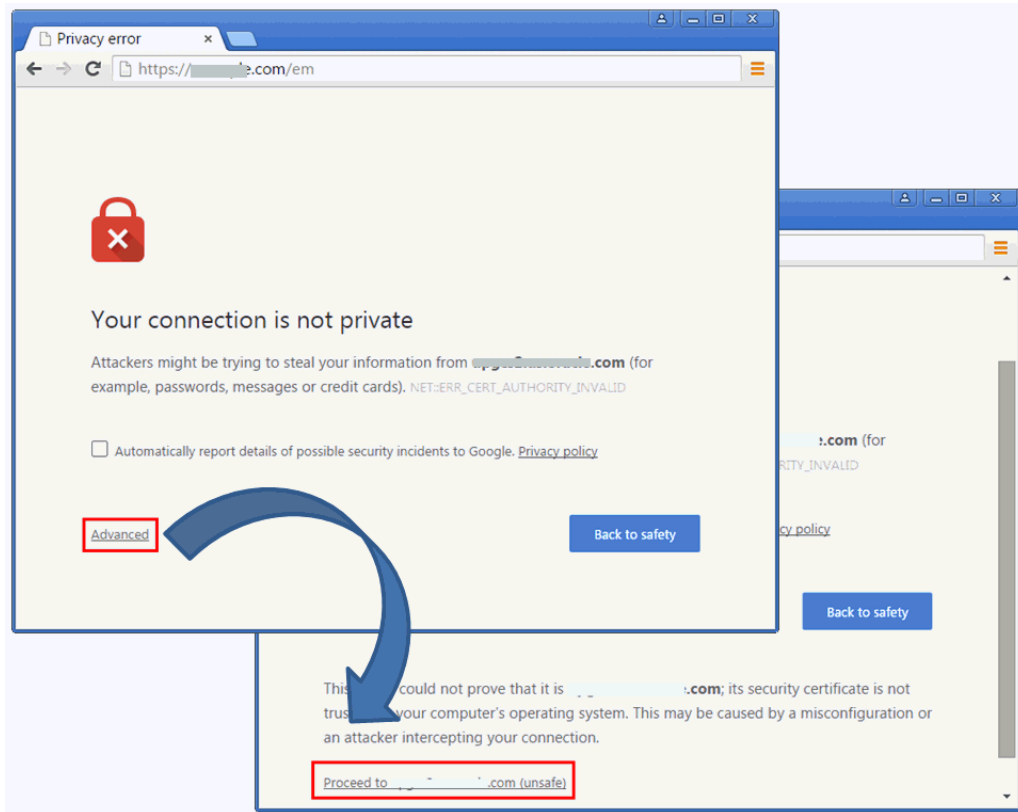 Privacy error
https:// .com/em
Your connection is not private
Attackers might be trying to steal your information from .com (for
example, passwords, messages or credit cards). NET::ERR_CERT_AUTHORITY_INVALID
Automatically report details of possible security incidents to Google. Privacy policy
Advanced
Back to safety
.com (for
RITY_INVALID
cy policy
Back to safety
This could not prove that it is .com; its security certificate is not
your computer's operating system. This may be caused by a misconfiguration or
an attacker intercepting your connection.
Proceed to .com (unsafe)